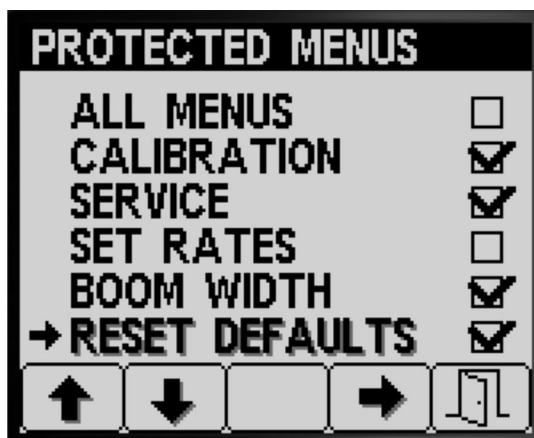 PROTECTED MENUS
ALL MENUS
CALIBRATION
SERVICE
SET RATES
BOOM WIDTH
RESET DEFAULTS